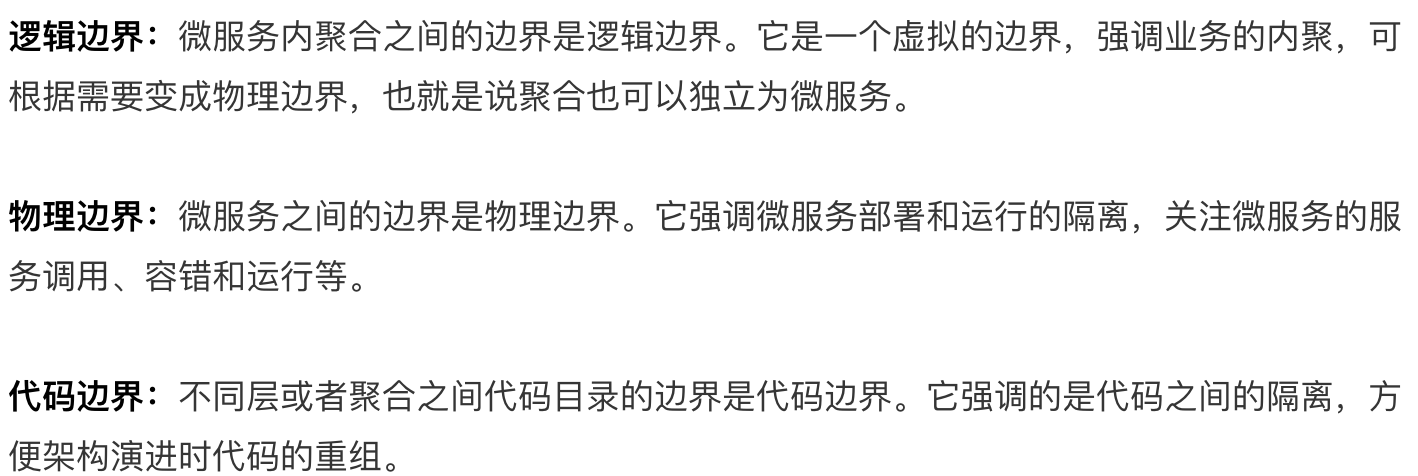 逻辑边界：微服务内聚合之间的边界是逻辑边界。它是一个虚拟的边界，强调业务的内聚，可
根据需要变成物理边界，也就是说聚合也可以独立为微服务。
物理边界：微服务之间的边界是物理边界。它强调微服务部署和运行的隔离，关注微服务的服
务调用、容错和运行等。
代码边界：不同层或者聚合之间代码目录的边界是代码边界。它强调的是代码之间的隔离，方
便架构演进时代码的重组。